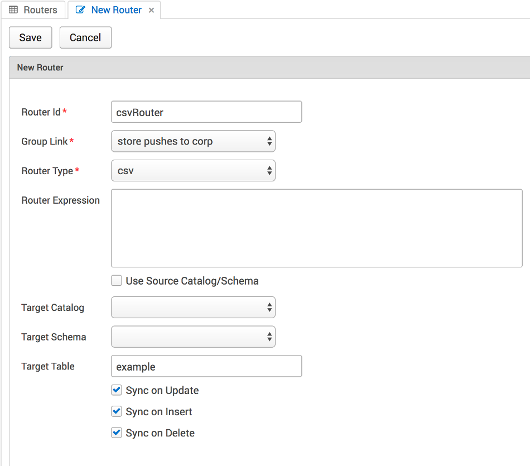 Routers New Router ×
Save Cancel
New Router
Router Id * csvRouter
Group Link * store pushes to corp
Router Type * csv
Router Expression
Use Source Catalog/Schema
Target Catalog
Target Schema
Target Table example
Sync on Update
Sync on Insert
Sync on Delete